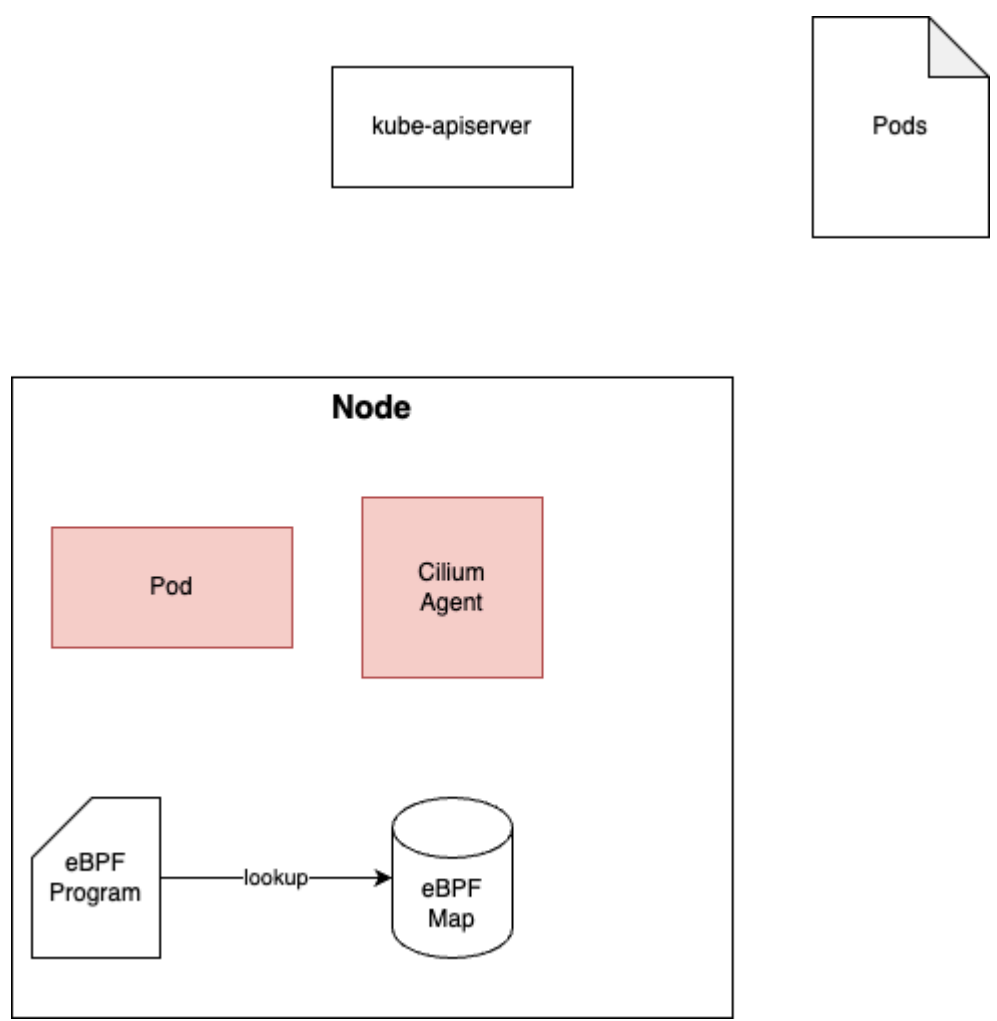 kube-apiserver
Pods
Node
Pod
Cilium
Agent
eBPF
Program
lookup
eBPF
Map